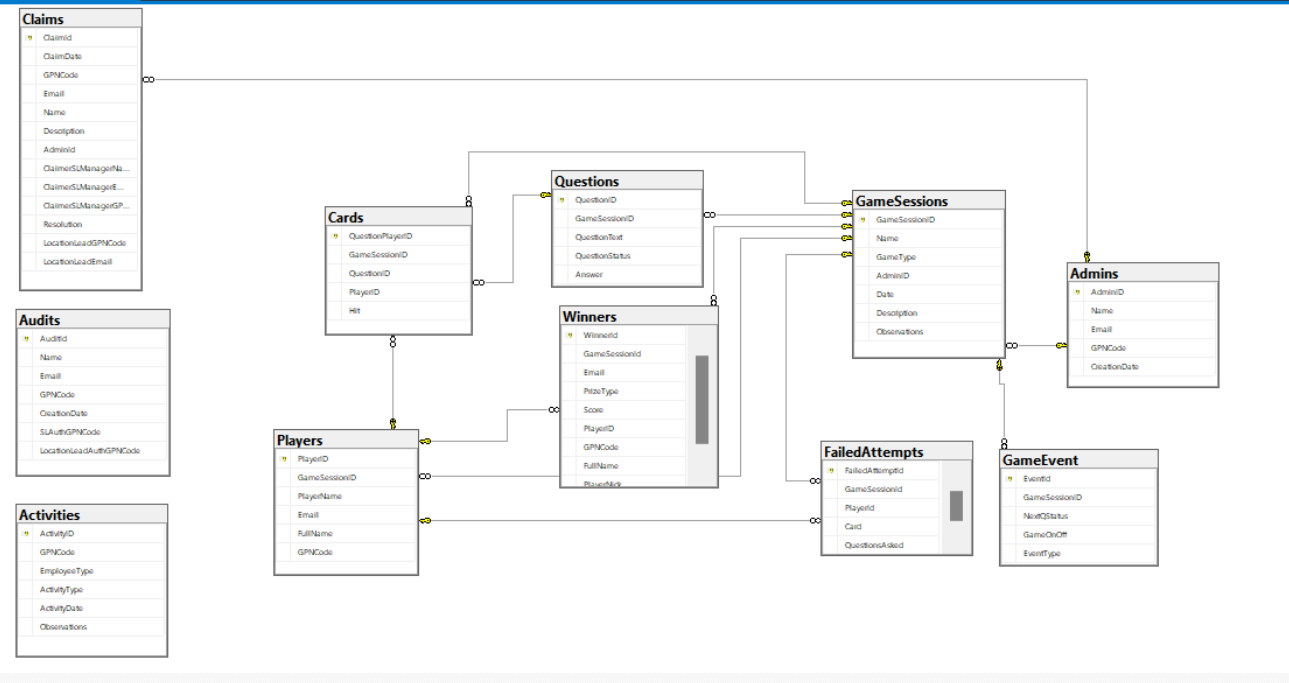 Claims
ClaimId
ClaimDate
GPNCode
Email
Name
Description
AdminId
ClaimerSLManagerNa...
ClaimerSLManagerE...
ClaimerSLManagerGP...
Resolution
LocationLeadGPNCode
LocationLeadEmail
Audits
AuditId
Name
Email
GPNCode
CreationDate
SLAuthGPNCode
LocationLeadAuthGPNCode
Activities
ActivityID
GPNCode
EmployeeType
ActivityType
ActivityDate
Observations
Cards
QuestionPlayerID
GameSessionID
QuestionID
PlayerID
Hit
Players
PlayerID
GameSessionID
PlayerName
Email
FullName
GPNCode
Questions
QuestionID
GameSessionID
QuestionText
QuestionStatus
Answer
Winners
WinnerId
GameSessionId
Email
PrizeType
Score
PlayerID
GPNCode
FullName
PlayerNick
GameSessions
GameSessionID
Name
GameType
AdminID
Date
Description
Observations
FailedAttempts
FailedAttemptId
GameSessionId
PlayerId
Card
QuestionsAsked
Admins
AdminID
Name
Email
GPNCode
CreationDate
GameEvent
EventId
GameSessionID
NextQStatus
GameOnOff
EventType